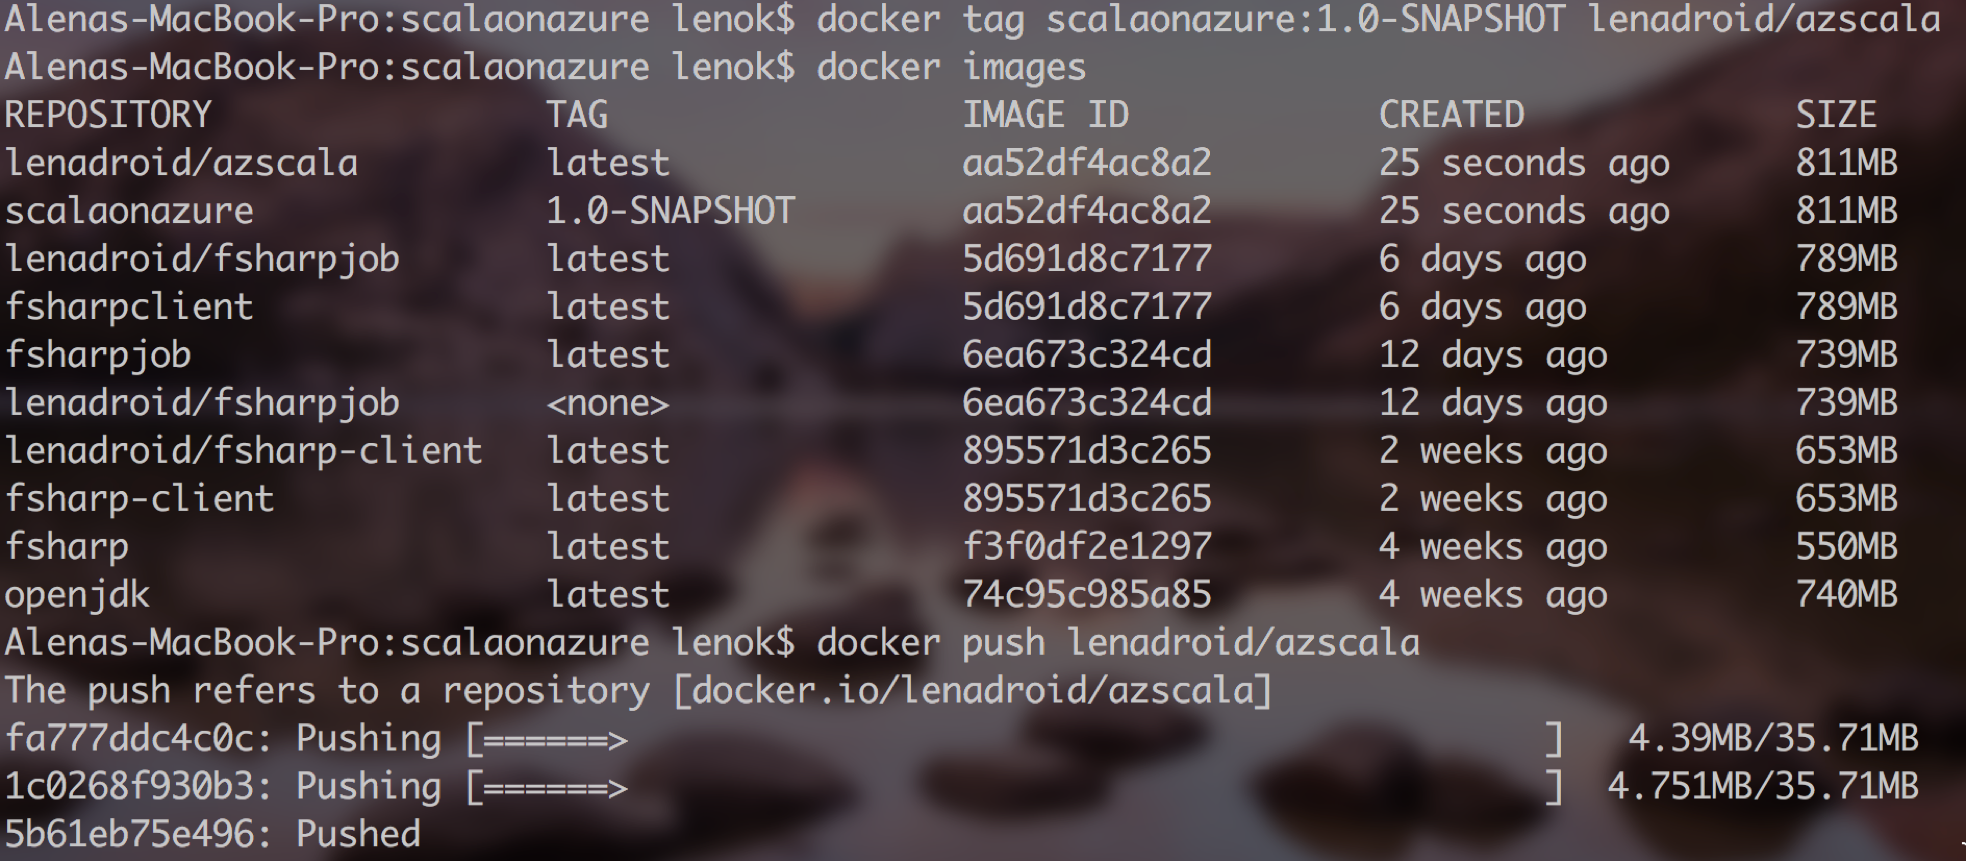 Alenas-MacBook-Pro:scalaonazure lenok$ docker tag scalaonazure:1.0-SNAPSHOT lenadroid/azscala
Alenas-MacBook-Pro:scalaonazure lenok$ docker images
REPOSITORY TAG IMAGE ID CREATED SIZE
lenadroid/azscala latest aa52df4ac8a2 25 seconds ago 811MB
scalaonazure 1.0-SNAPSHOT aa52df4ac8a2 25 seconds ago 811MB
lenadroid/fsharpjob latest 5d691d8c7177 6 days ago 789MB
fsharpclient latest 5d691d8c7177 6 days ago 789MB
fsharpjob latest 6ea673c324cd 12 days ago 739MB
lenadroid/fsharpjob <none> 6ea673c324cd 12 days ago 739MB
lenadroid/fsharp-client latest 895571d3c265 2 weeks ago 653MB
fsharp-client latest 895571d3c265 2 weeks ago 653MB
fsharp latest f3f0df2e1297 4 weeks ago 550MB
openjdk latest 74c95c985a85 4 weeks ago 740MB
Alenas-MacBook-Pro:scalaonazure lenok$ docker push lenadroid/azscala
The push refers to a repository [docker.io/lenadroid/azscala]
fa777ddc4c0c: Pushing [======> ] 4.39MB/35.71MB
1c0268f930b3: Pushing [======> ] 4.751MB/35.71MB
5b61eb75e496: Pushed